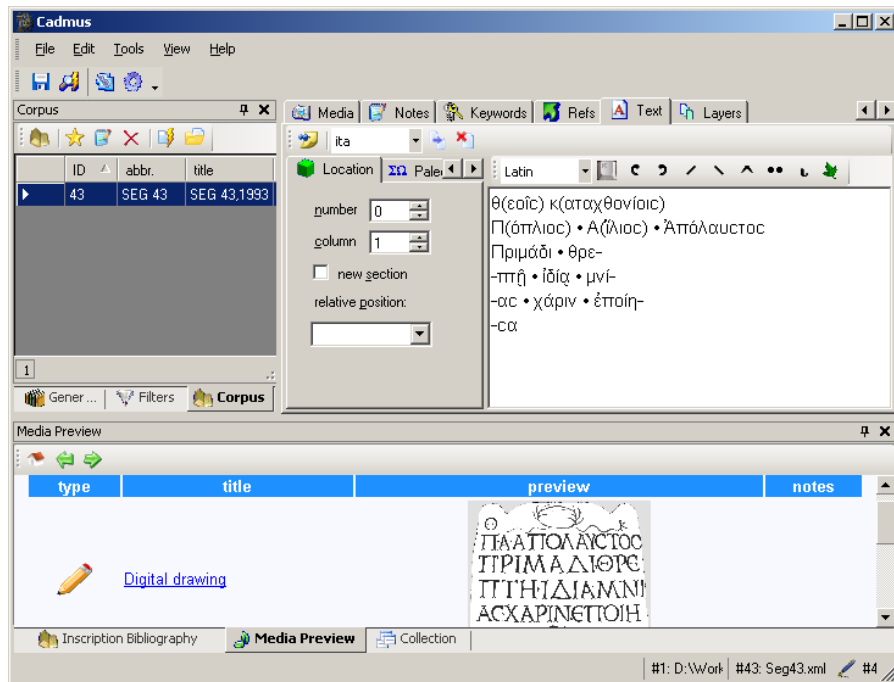 Cadmus
File Edit Tools View Help
Corpus
ID abbr. title
43 SEG 43 SEG 43,1993
1
Gener... Filters Corpus
Media Notes Keywords Refs Text Layers
ita
Location ΣΩ Pale
number 0
column 1
new section
relative position:
Latin
θ(εοῖc) κ(αταχθονίοιc)
Π(όπλιοc) • Α(ἴλιοc) • Ἀπόλαυcτοc
Πριμάδι • θρε-
-πτῇ • ἰδίᾳ • μνί-
-αc • χάριν • ἐποίη-
-cα
Media Preview
type title preview notes
Digital drawing
Θ Κ
ΠΑΑΠΟΛΑΥCΤΟC
ΠΡΙΜΑΔΙΘΡΕ
ΠΤΗΙΔΙΑΜΝΙ
ΑCΧΑΡΙΝΕΠΟΙΗ
Inscription Bibliography Media Preview Collection
#1: D:\Work #43: Seg43.xml #4